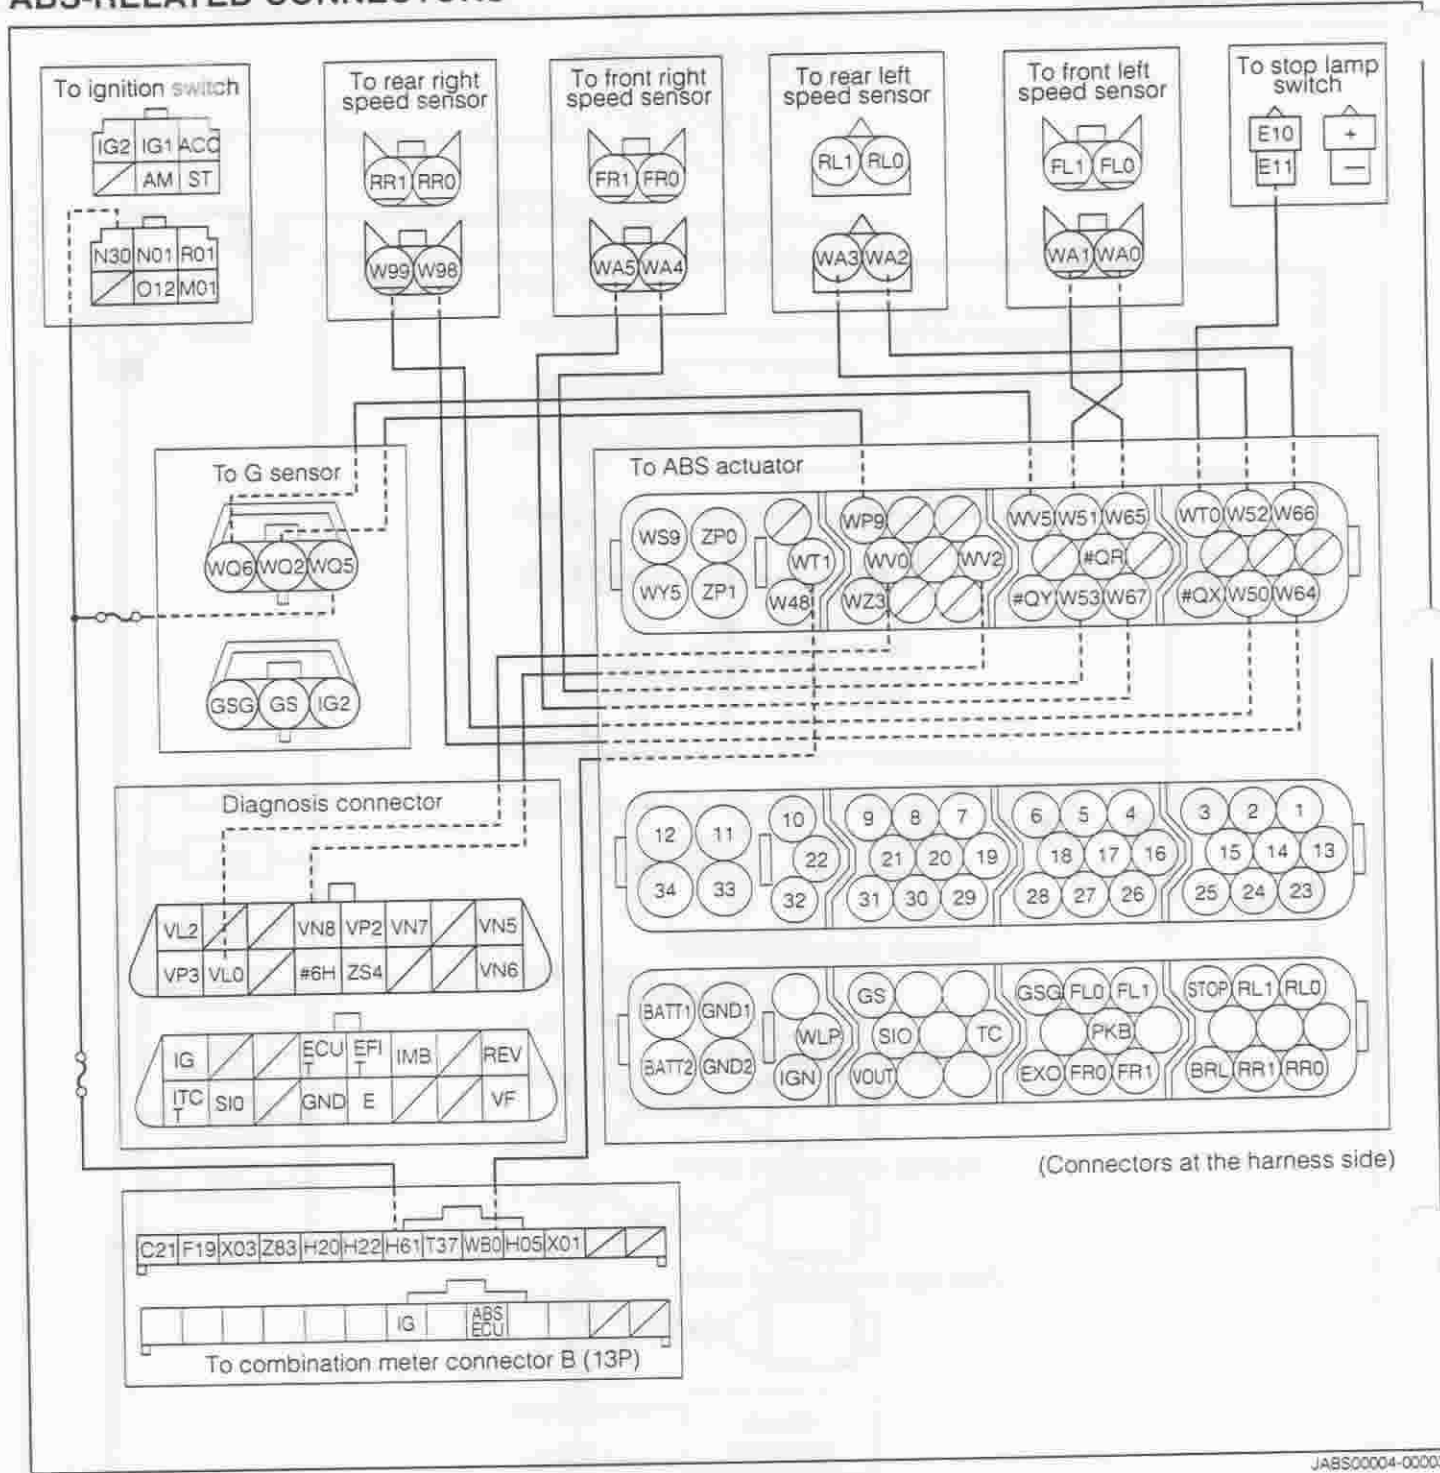 ABS-RELATED CONNECTORS
To ignition switch
IG2 IG1 ACC
AM ST
N30 N01 R01
O12 M01
To rear right
speed sensor
RR1 RR0
W99 W98
To front right
speed sensor
FR1 FR0
WA5 WA4
To rear left
speed sensor
RL1 RL0
WA3 WA2
To front left
speed sensor
FL1 FL0
WA1 WA0
To stop lamp
switch
E10 +
E11 —
To G sensor
WQ6 WQ2 WQ5
GSG GS IG2
To ABS actuator
WS9 ZP0 WP9 WV5 W51 W65 WT0 W52 W66
WT1 WV0 WV2 #QR
WY5 ZP1 W48 WZ3 #QY W53 W67 #QX W50 W64
12 11 10 9 8 7 6 5 4 3 2 1
22 21 20 19 18 17 16 15 14 13
34 33 32 31 30 29 28 27 26 25 24 23
BATT1 GND1 GS GSG FL0 FL1 STOP RL1 RL0
WLP SIO TC PKB
BATT2 GND2 IGN VOUT EXO FR0 FR1 BRL RR1 RR0
Diagnosis connector
VL2 VN8 VP2 VN7 VN5
VP3 VL0 #6H ZS4 VN6
IG ECU T EFI T IMB REV
ITC T SIO GND E VF
(Connectors at the harness side)
C21 F19 X03 Z83 H20 H22 H61 T37 WB0 H05 X01
IG ABS ECU
To combination meter connector B (13P)